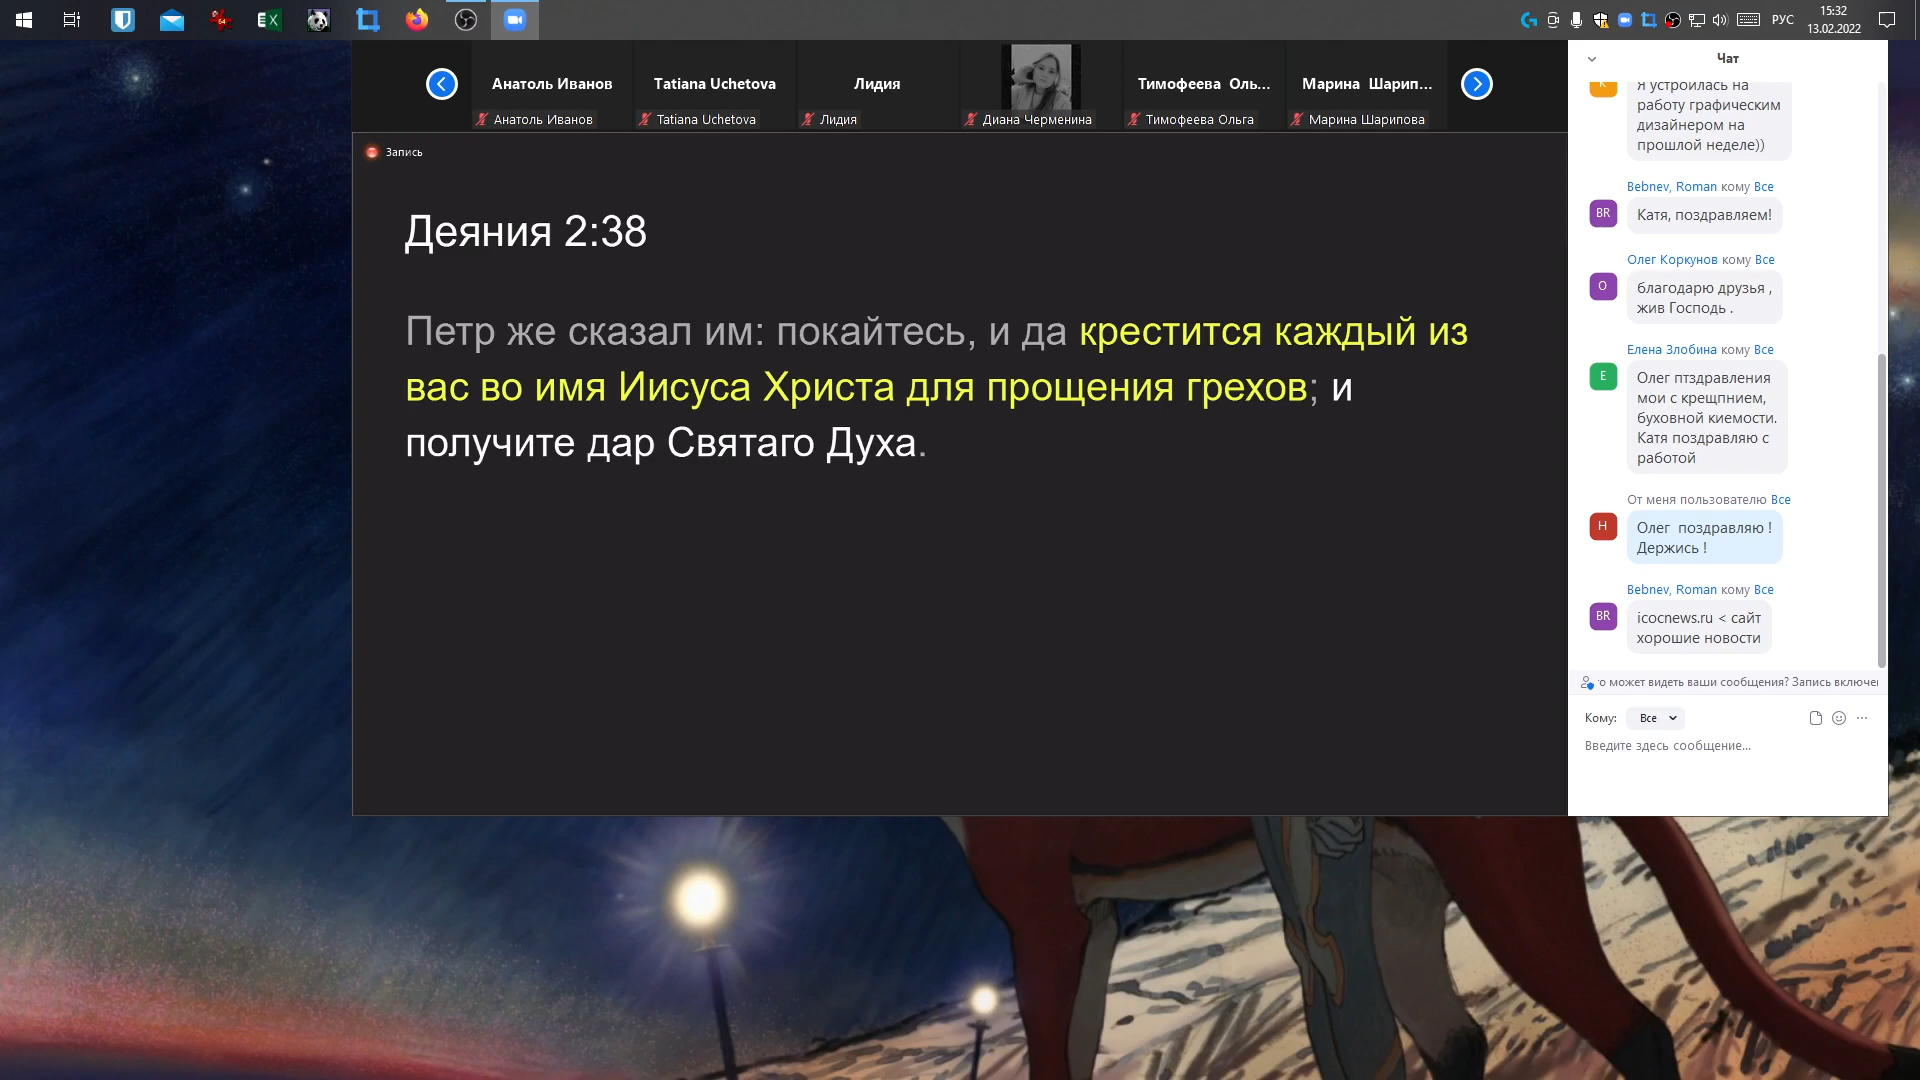 РУС
15:32
13.02.2022
Анатоль Иванов
Tatiana Uchetova
Лидия
Тимофеева Оль...
Марина Шарип...
Анатоль Иванов
Tatiana Uchetova
Лидия
Диана Черменина
Тимофеева Ольга
Марина Шарипова
Запись
Деяния 2:38
Петр же сказал им: покайтесь, и да крестится каждый из
вас во имя Иисуса Христа для прощения грехов; и
получите дар Святаго Духа.
Чат
К
Я устроилась на
работу графическим
дизайнером на
прошлой неделе))
Bebnev, Roman кому Все
BR
Катя, поздравляем!
Олег Коркунов кому Все
О
благодарю друзья ,
жив Господь .
Елена Злобина кому Все
Е
Олег птздравления
мои с крещпнием,
буховной киемости.
Катя поздравляю с
работой
От меня пользователю Все
Н
Олег поздравляю !
Держись !
Bebnev, Roman кому Все
BR
icocnews.ru < сайт
хорошие новости
о может видеть ваши сообщения? Запись включен
Кому:
Все
Введите здесь сообщение...